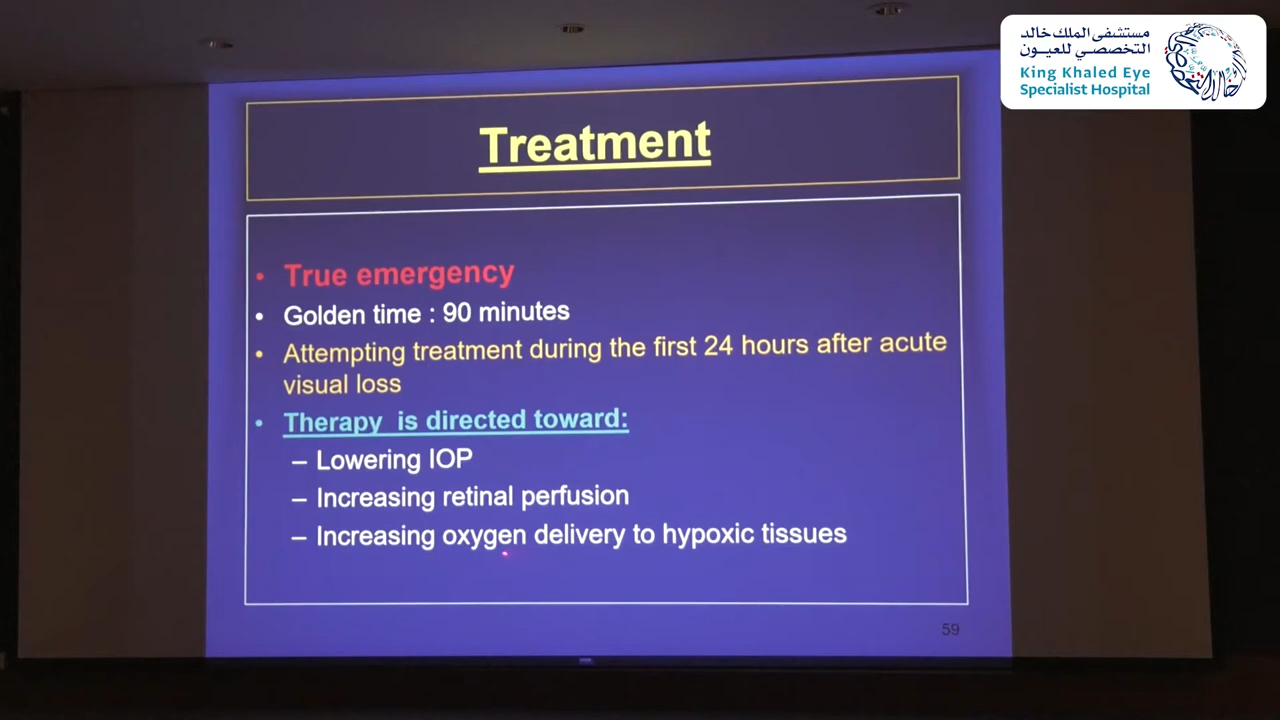 مستشفى الملك خالد
التخصصي للعيون
King Khaled Eye
Specialist Hospital
Treatment
• True emergency
• Golden time : 90 minutes
• Attempting treatment during the first 24 hours after acute
visual loss
• Therapy is directed toward:
– Lowering IOP
– Increasing retinal perfusion
– Increasing oxygen delivery to hypoxic tissues
59